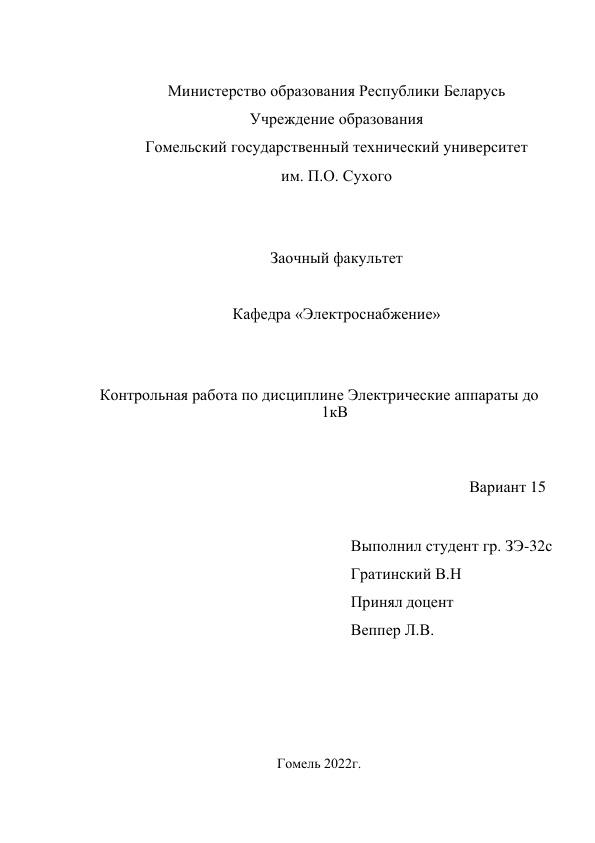 Министерство образования Республики Беларусь
Учреждение образования
Гомельский государственный технический университет
им. П.О. Сухого
Заочный факультет
Кафедра «Электроснабжение»
Контрольная работа по дисциплине Электрические аппараты до
1кВ
Вариант 15
Выполнил студент гр. ЗЭ-32с
Гратинский В.Н
Принял доцент
Веппер Л.В.
Гомель 2022г.